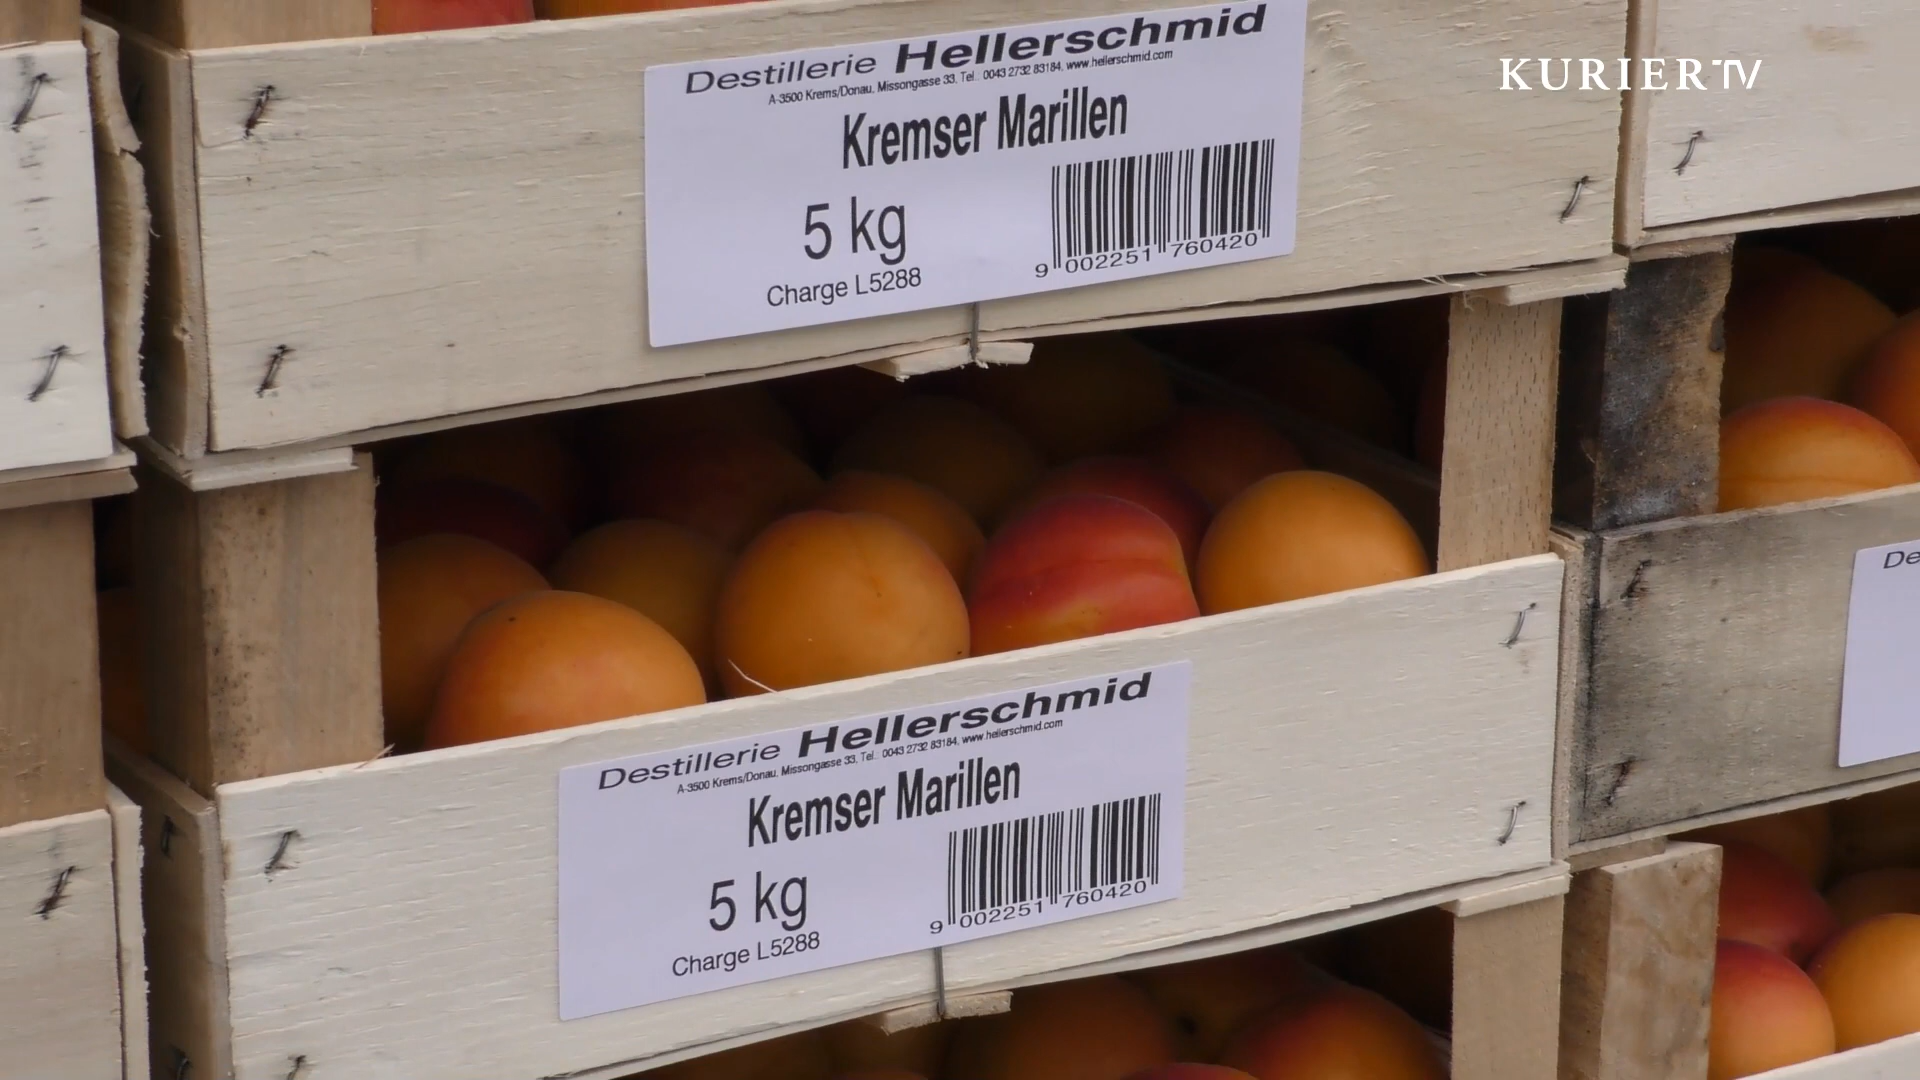 KURIER TV
Destillerie Hellerschmid
A-3500 Krems/Donau, Missongasse 33, Tel.. 0043 2732 83184, www.hellerschmid.com
Kremser Marillen
5 kg
Charge L5288
9 002251 760420
Destillerie Hellerschmid
A-3500 Krems/Donau, Missongasse 33, Tel.. 0043 2732 83184, www.hellerschmid.com
Kremser Marillen
5 kg
Charge L5288
9 002251 760420
De